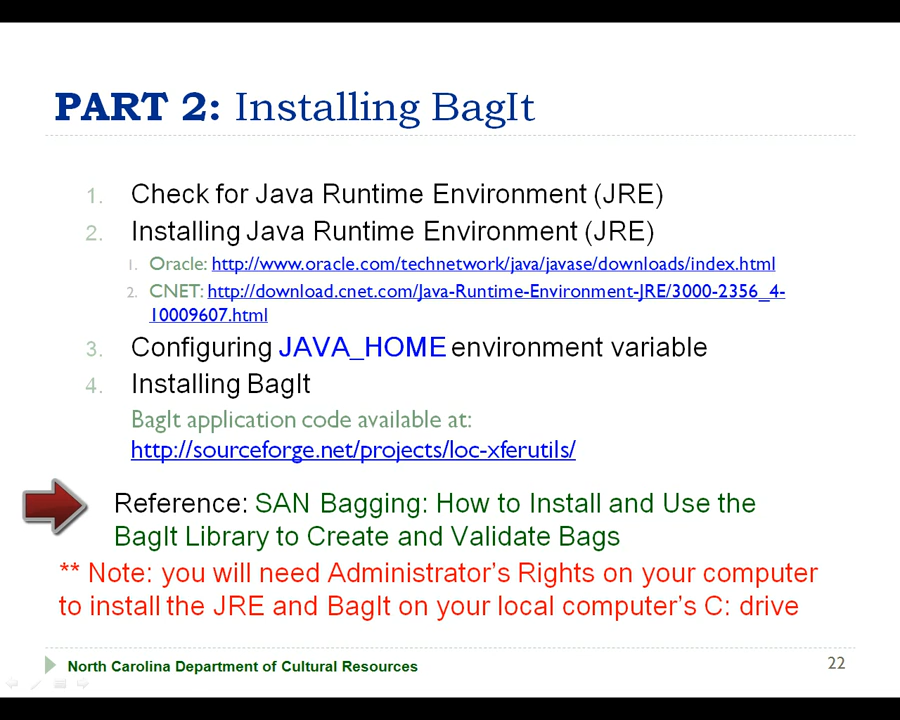 PART 2: Installing BagIt
1. Check for Java Runtime Environment (JRE)
2. Installing Java Runtime Environment (JRE)
1. Oracle: http://www.oracle.com/technetwork/java/javase/downloads/index.html
2. CNET: http://download.cnet.com/Java-Runtime-Environment-JRE/3000-2356_4-
10009607.html
3. Configuring JAVA_HOME environment variable
4. Installing BagIt
BagIt application code available at:
http://sourceforge.net/projects/loc-xferutils/
Reference: SAN Bagging: How to Install and Use the
BagIt Library to Create and Validate Bags
** Note: you will need Administrator’s Rights on your computer
to install the JRE and BagIt on your local computer’s C: drive
North Carolina Department of Cultural Resources
22